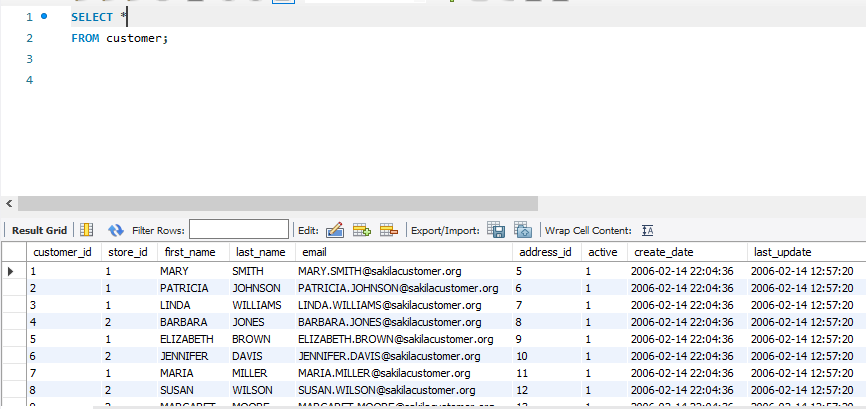 1 SELECT *
2 FROM customer;
3
4
Result Grid Filter Rows: Edit: Export/Import: Wrap Cell Content:
customer_id store_id first_name last_name email address_id active create_date last_update
1 1 MARY SMITH MARY.SMITH@sakilacustomer.org 5 1 2006-02-14 22:04:36 2006-02-14 12:57:20
2 1 PATRICIA JOHNSON PATRICIA.JOHNSON@sakilacustomer.org 6 1 2006-02-14 22:04:36 2006-02-14 12:57:20
3 1 LINDA WILLIAMS LINDA.WILLIAMS@sakilacustomer.org 7 1 2006-02-14 22:04:36 2006-02-14 12:57:20
4 2 BARBARA JONES BARBARA.JONES@sakilacustomer.org 8 1 2006-02-14 22:04:36 2006-02-14 12:57:20
5 1 ELIZABETH BROWN ELIZABETH.BROWN@sakilacustomer.org 9 1 2006-02-14 22:04:36 2006-02-14 12:57:20
6 2 JENNIFER DAVIS JENNIFER.DAVIS@sakilacustomer.org 10 1 2006-02-14 22:04:36 2006-02-14 12:57:20
7 1 MARIA MILLER MARIA.MILLER@sakilacustomer.org 11 1 2006-02-14 22:04:36 2006-02-14 12:57:20
8 2 SUSAN WILSON SUSAN.WILSON@sakilacustomer.org 12 1 2006-02-14 22:04:36 2006-02-14 12:57:20